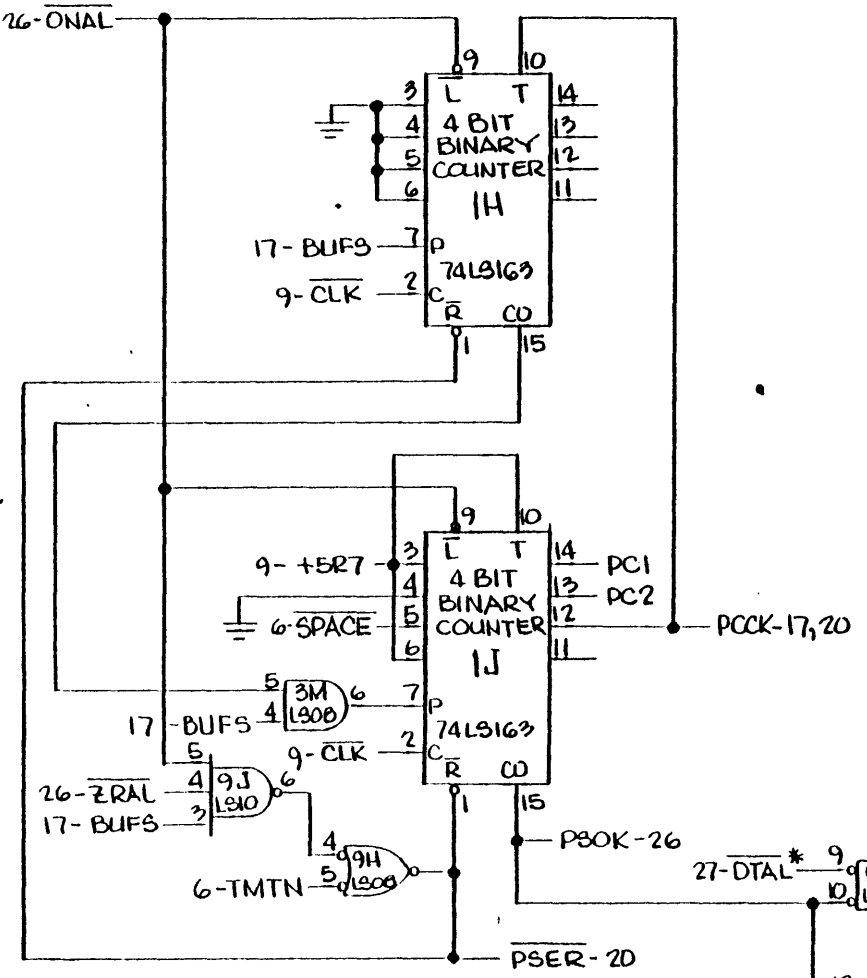 26-ONAL
9 10
L T
3 14
4 4 BIT 13
BINARY
5 COUNTER 12
6 11
1H
17-BUFS 7 P
74LS163
9-CLK 2 C
R CO
1 15
9 10
L T
9- +5R7 3 14 PC1
4 4 BIT 13 PC2
BINARY
6-SPACE 5 COUNTER 12 PCCK-17,20
6 11
1J
5 3M 6 7 P
17-BUFS 4 LS08
74LS163
9-CLK 2 C
R CO
1 15
5
26-ZRAL 4 9J 6
LS10
17-BUFS 3
PSOK-26
4 9H
6-TMTN 5 LS08
27-DTAL* 9
10
PSER-20